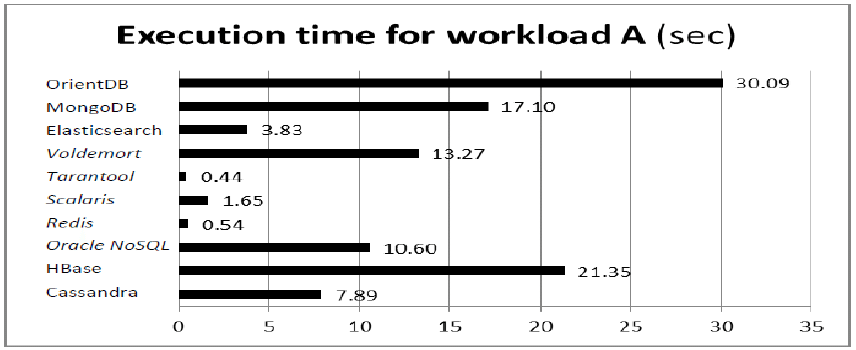 Execution time for workload A (sec)
OrientDB 30.09
MongoDB 17.10
Elasticsearch 3.83
Voldemort 13.27
Tarantool 0.44
Scalaris 1.65
Redis 0.54
Oracle NoSQL 10.60
HBase 21.35
Cassandra 7.89
0 5 10 15 20 25 30 35